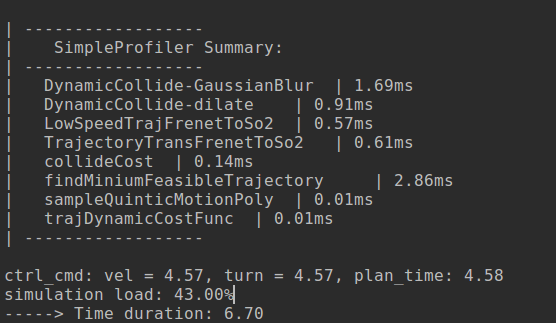 | ------------------
|    SimpleProfiler Summary:
| ------------------
|   DynamicCollide-GaussianBlur  | 1.69ms
|   DynamicCollide-dilate    | 0.91ms
|   LowSpeedTrajFrenetToSo2  | 0.57ms
|   TrajectoryTransFrenetToSo2   | 0.61ms
|   collideCost  | 0.14ms
|   findMiniumFeasibleTrajectory     | 2.86ms
|   sampleQuinticMotionPoly  | 0.01ms
|   trajDynamicCostFunc  | 0.01ms
| ------------------
ctrl_cmd: vel = 4.57, turn = 4.57, plan_time: 4.58
simulation load: 43.00%
-----> Time duration: 6.70